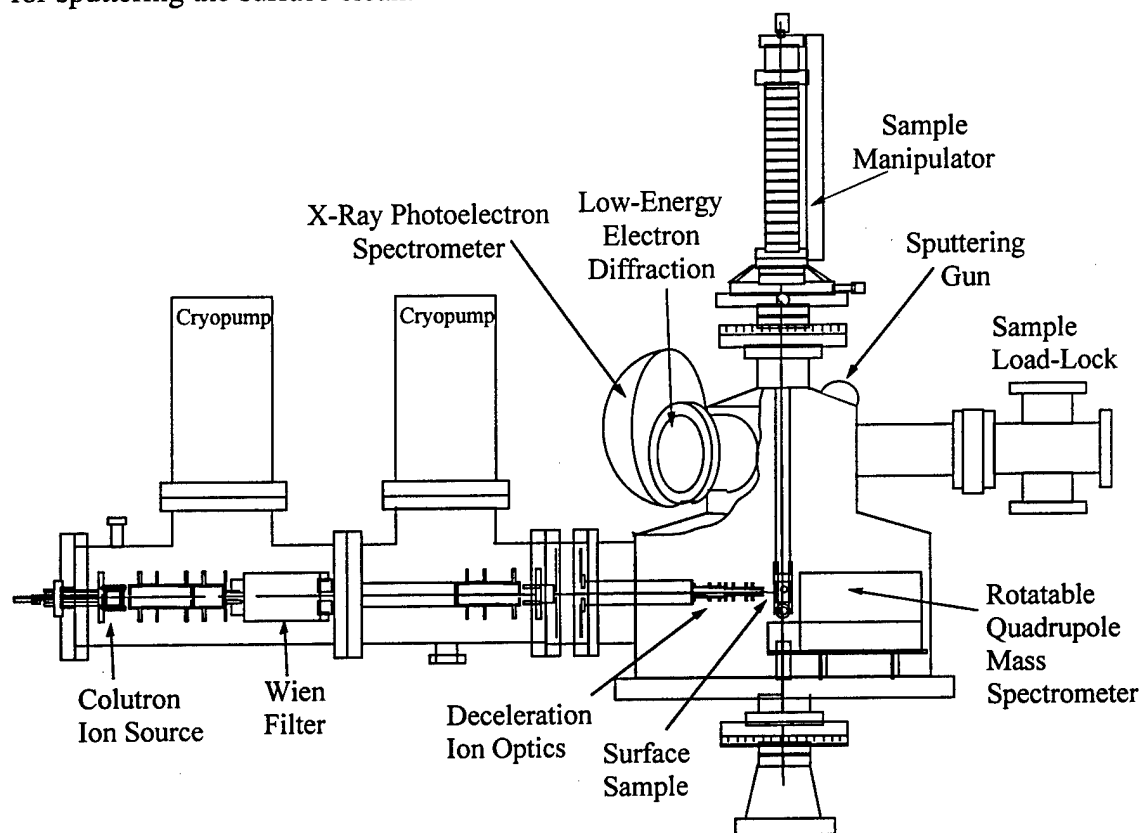 for sputtering the surface
Sample
Manipulator
X-Ray Photoelectron
Spectrometer
Low-Energy
Electron
Diffraction
Sputtering
Gun
Cryopump
Cryopump
Sample
Load-Lock
Colutron
Ion Source
Wien
Filter
Deceleration
Ion Optics
Surface
Sample
Rotatable
Quadrupole
Mass
Spectrometer